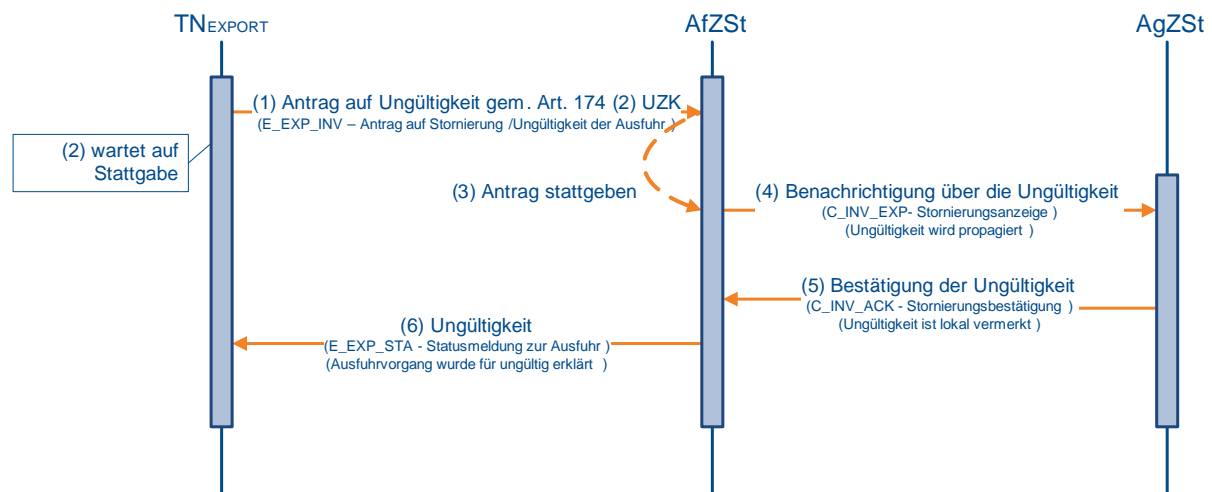 TNEXPORT
AfZSt
AgZSt
(1) Antrag auf Ungültigkeit gem. Art. 174 (2) UZK
(E_EXP_INV – Antrag auf Stornierung /Ungültigkeit der Ausfuhr )
(2) wartet auf
Stattgabe
(3) Antrag stattgeben
(4) Benachrichtigung über die Ungültigkeit
(C_INV_EXP- Stornierungsanzeige )
(Ungültigkeit wird propagiert )
(5) Bestätigung der Ungültigkeit
(C_INV_ACK - Stornierungsbestätigung )
(Ungültigkeit ist lokal vermerkt )
(6) Ungültigkeit
(E_EXP_STA - Statusmeldung zur Ausfuhr )
(Ausfuhrvorgang wurde für ungültig erklärt )